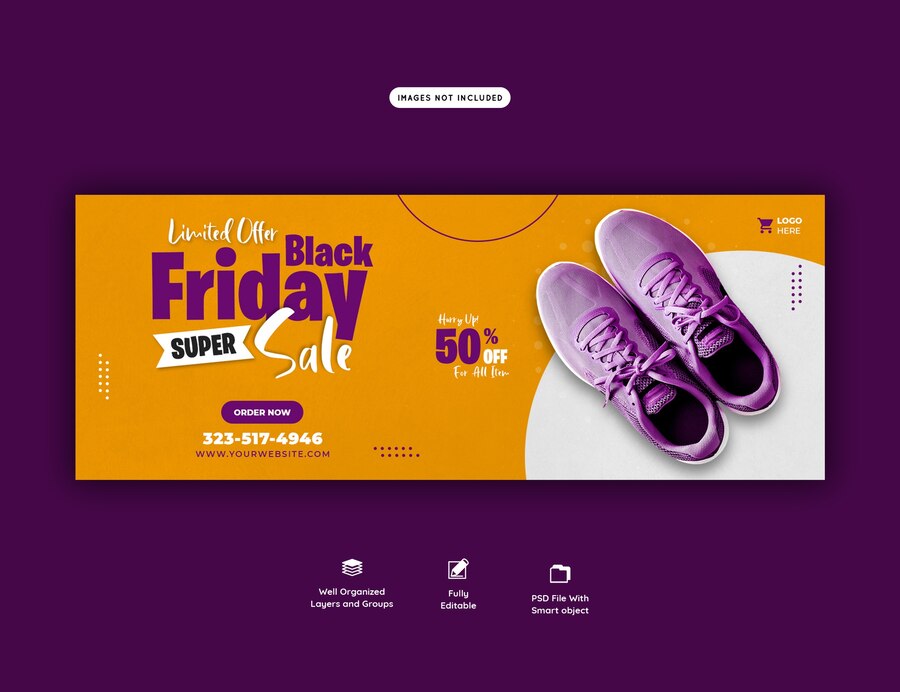 IMAGES NOT INCLUDED
Limited Offer
Black
Friday
SUPER
Sale
ORDER NOW
323-517-4946
WWW.YOURWEBSITE.COM
Hurry Up!
50%
OFF
For All Item
LOGO
HERE
Well Organized
Layers and Groups
Fully
Editable
PSD File With
Smart object